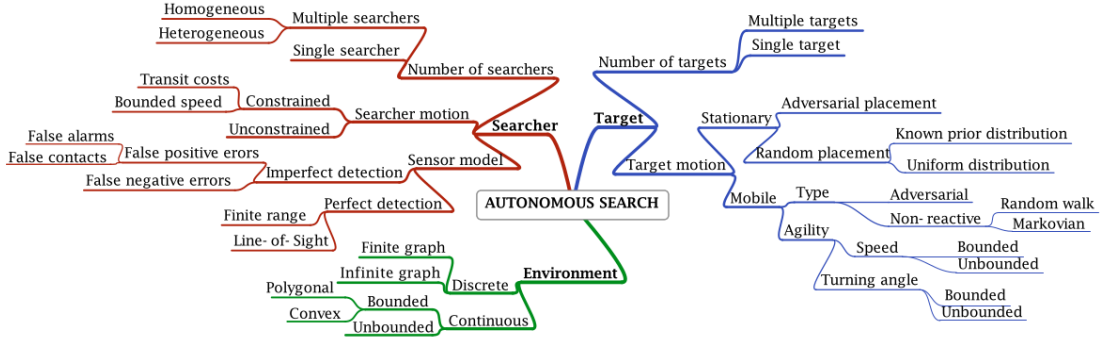 AUTONOMOUS SEARCH
Searcher
Number of searchers
Multiple searchers
Homogeneous
Heterogeneous
Single searcher
Searcher motion
Constrained
Transit costs
Bounded speed
Unconstrained
Sensor model
Imperfect detection
False positive erors
False alarms
False contacts
False negative errors
Perfect detection
Finite range
Line- of- Sight
Environment
Discrete
Finite graph
Infinite graph
Continuous
Bounded
Polygonal
Convex
Unbounded
Target
Number of targets
Multiple targets
Single target
Target motion
Stationary
Adversarial placement
Random placement
Known prior distribution
Uniform distribution
Mobile
Type
Adversarial
Non- reactive
Random walk
Markovian
Agility
Speed
Bounded
Unbounded
Turning angle
Bounded
Unbounded